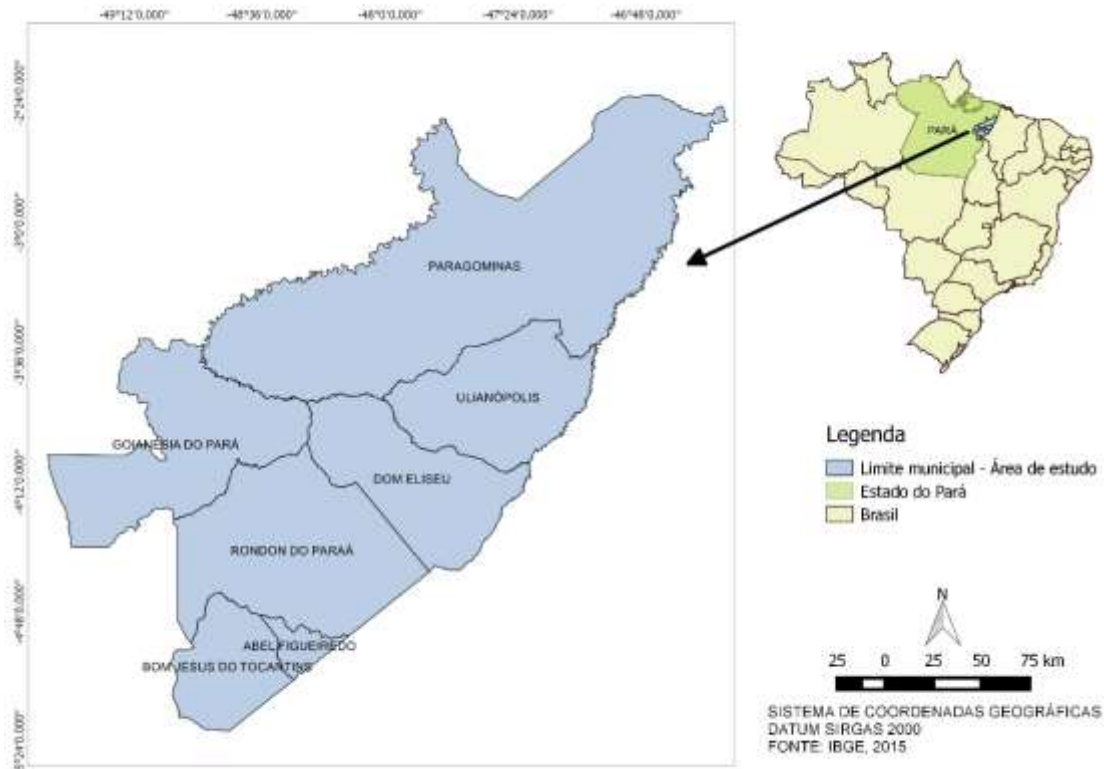 -49°12'0.000" -48°36'0.000" -48°0'0.000" -47°24'0.000" -46°48'0.000"
-2°24'0.000"
-3°0'0.000"
-3°36'0.000"
-4°12'0.000"
-4°48'0.000"
5°24'0.000"
PARAGOMINAS
ULIANÓPOLIS
GOIANESIA DO PARÁ
DOM ELISEU
RONDON DO PARAÁ
ABEL FIGUEIREDO
BOM JESUS DO TOCANTINS
PARÁ
Legenda
Limite municipal - Área de estudo
Estado do Pará
Brasil
N
25 0 25 50 75 km
SISTEMA DE COORDENADAS GEOGRÁFICAS
DATUM SIRGAS 2000
FONTE: IBGE, 2015